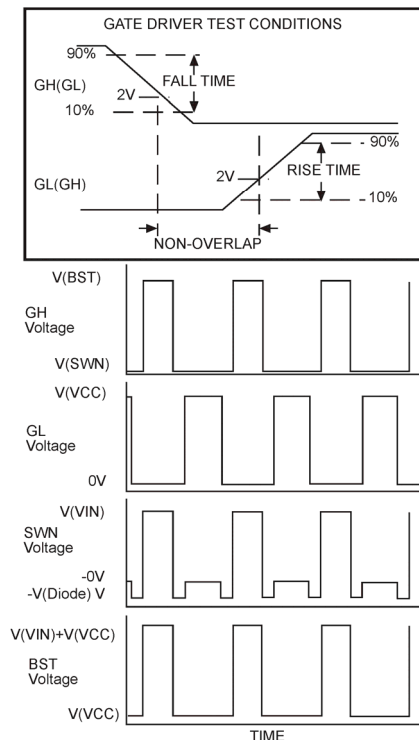 GATE DRIVER TEST CONDITIONS
90%
FALL TIME
GH(GL)
2V
10%
90%
2V
RISE TIME
GL(GH)
10%
NON-OVERLAP
V(BST)
GH
Voltage
V(SWN)
V(VCC)
GL
Voltage
0V
V(VIN)
SWN
Voltage
-0V
-V(Diode) V
V(VIN)+V(VCC)
BST
Voltage
V(VCC)
TIME